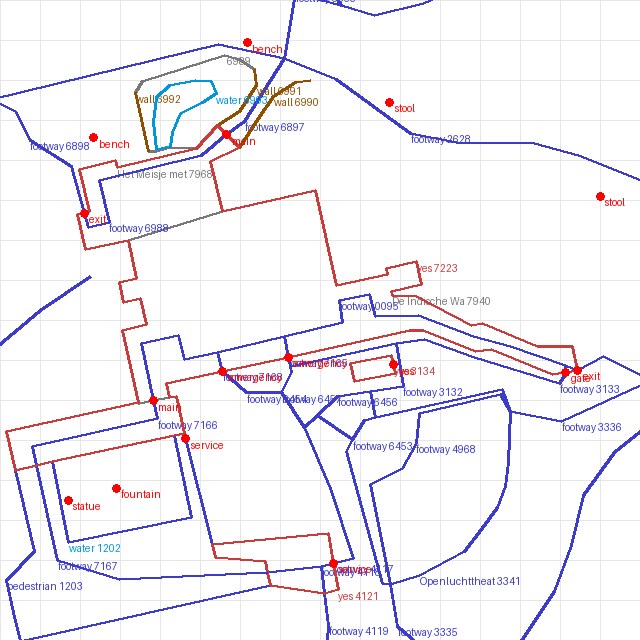 bench
6989
wall 6991
wall 6992
water 6993
wall 6990
stool
footway 6897
footway 2628
bench
main
footway 6898
Het Meisje met 7968
stool
exit
footway 6988
yes 7223
De Indische Wa 7940
footway 0095
yes 3134
exit
gate
footway 3133
footway 3132
footway 6456
main
footway 7166
footway 3336
service
footway 6453
footway 4968
fountain
statue
water 1202
footway 7167
pedestrian 1203
Openluchttheat 3341
yes 4121
footway 4119
footway 3335